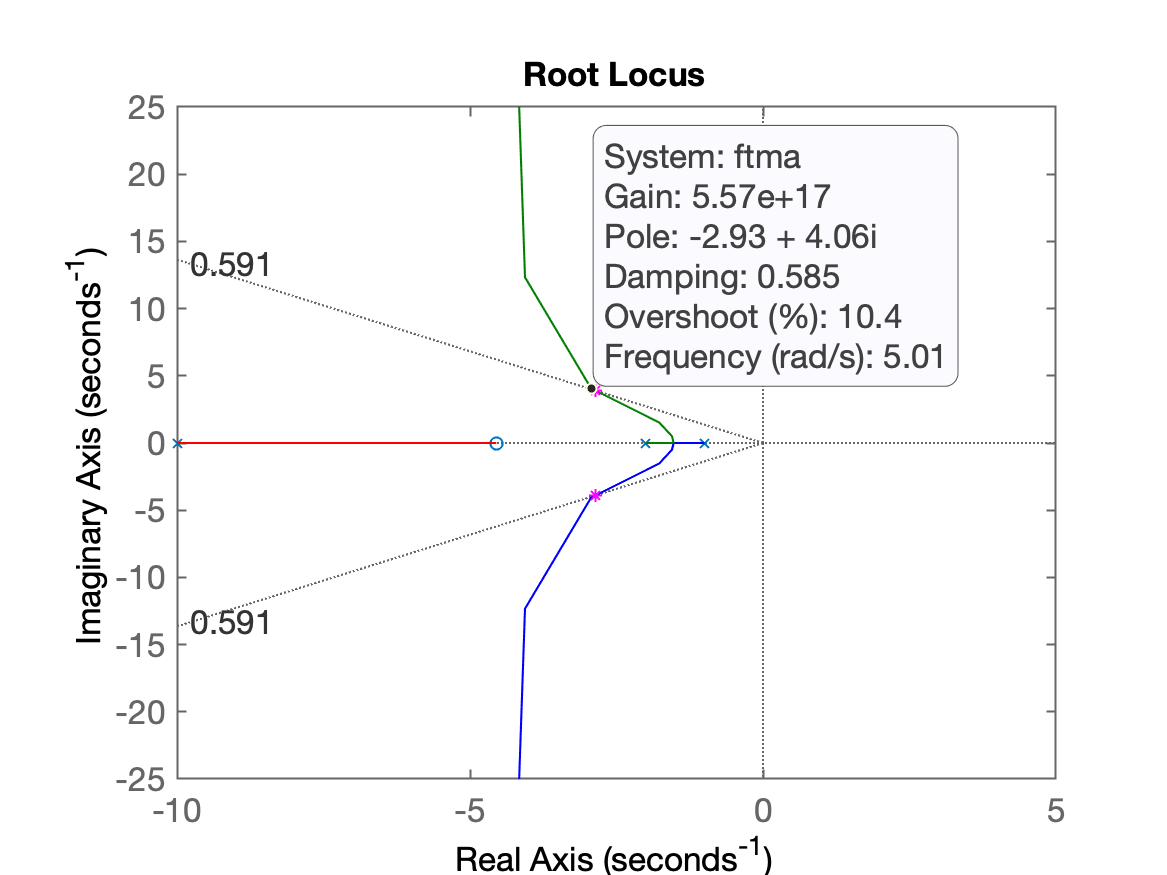 Root Locus
25
20
15
10
5
0
-5
-10
-15
-20
-25
Imaginary Axis (seconds⁻¹)
0.591
0.591
System: ftma
Gain: 5.57e+17
Pole: -2.93 + 4.06i
Damping: 0.585
Overshoot (%): 10.4
Frequency (rad/s): 5.01
-10
-5
0
5
Real Axis (seconds⁻¹)